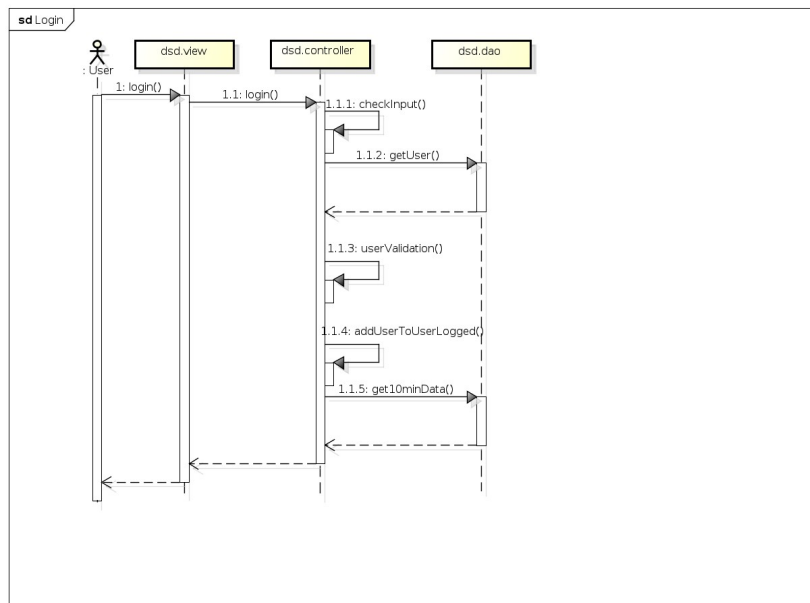 sd Login
: User
dsd.view
dsd.controller
dsd.dao
1: login()
1.1: login()
1.1.1: checkInput()
1.1.2: getUser()
1.1.3: userValidation()
1.1.4: addUserToUserLogged()
1.1.5: get10minData()